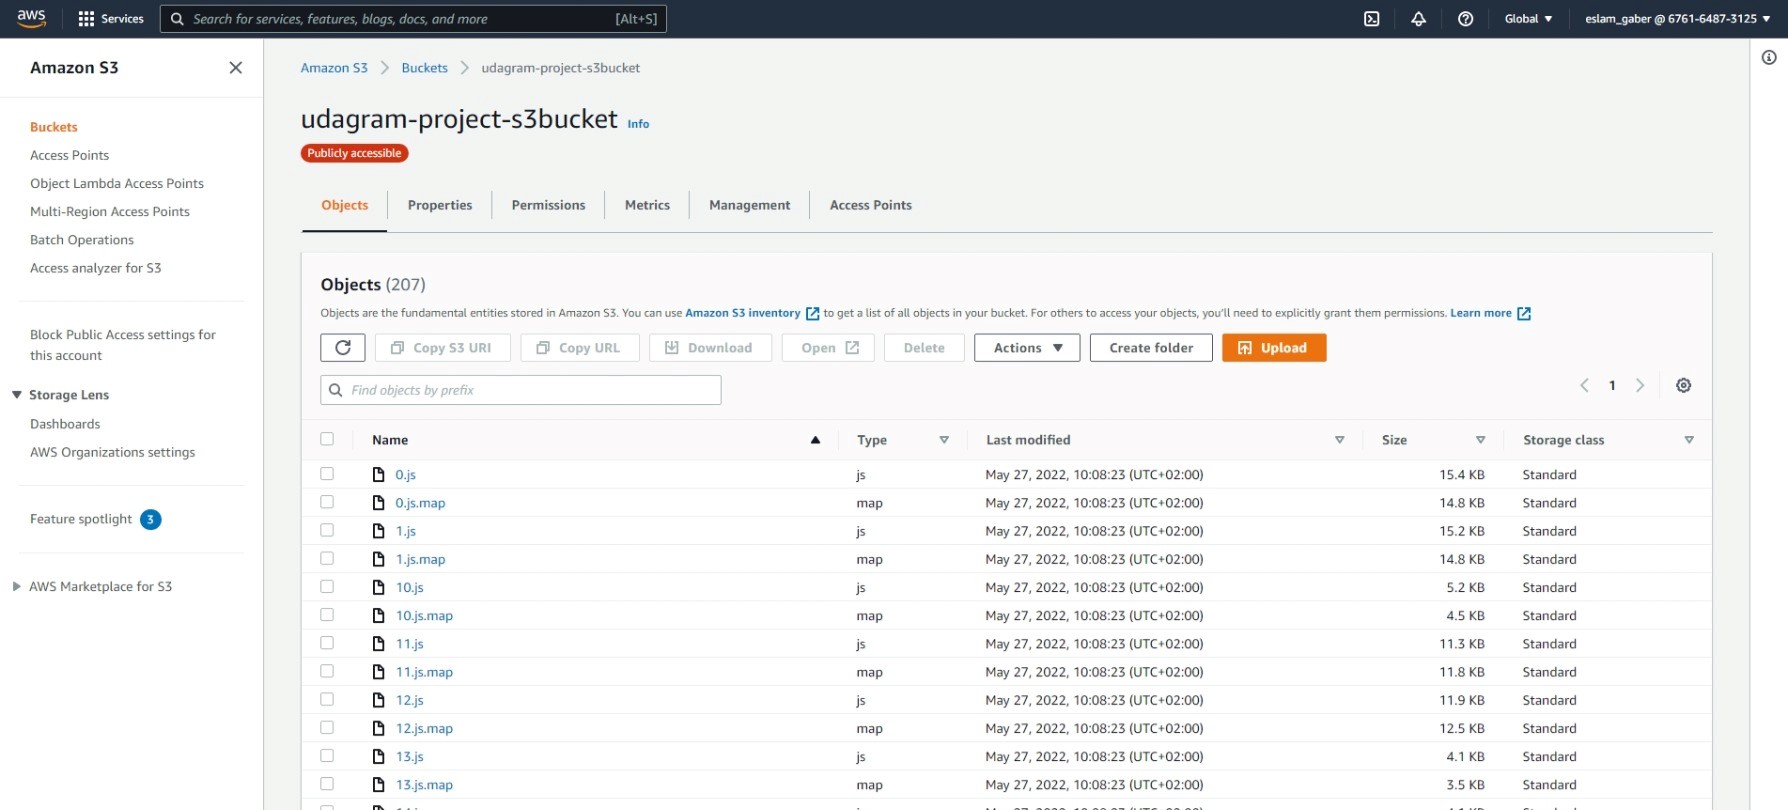 aws Services Search for services, features, blogs, docs, and more [Alt+S] Global eslam_gaber @ 6761-6487-3125
Amazon S3
Buckets
Access Points
Object Lambda Access Points
Multi-Region Access Points
Batch Operations
Access analyzer for S3
Block Public Access settings for
this account
Storage Lens
Dashboards
AWS Organizations settings
Feature spotlight 3
AWS Marketplace for S3
Amazon S3 Buckets udagram-project-s3bucket
udagram-project-s3bucket Info
Publicly accessible
Objects Properties Permissions Metrics Management Access Points
Objects (207)
Objects are the fundamental entities stored in Amazon S3. You can use Amazon S3 inventory to get a list of all objects in your bucket. For others to access your objects, you'll need to explicitly grant them permissions. Learn more
Copy S3 URI Copy URL Download Open Delete Actions Create folder Upload
Find objects by prefix 1
Name Type Last modified Size Storage class
0.js js May 27, 2022, 10:08:23 (UTC+02:00) 15.4 KB Standard
0.js.map map May 27, 2022, 10:08:23 (UTC+02:00) 14.8 KB Standard
1.js js May 27, 2022, 10:08:23 (UTC+02:00) 15.2 KB Standard
1.js.map map May 27, 2022, 10:08:23 (UTC+02:00) 14.8 KB Standard
10.js js May 27, 2022, 10:08:23 (UTC+02:00) 5.2 KB Standard
10.js.map map May 27, 2022, 10:08:23 (UTC+02:00) 4.5 KB Standard
11.js js May 27, 2022, 10:08:23 (UTC+02:00) 11.3 KB Standard
11.js.map map May 27, 2022, 10:08:23 (UTC+02:00) 11.8 KB Standard
12.js js May 27, 2022, 10:08:23 (UTC+02:00) 11.9 KB Standard
12.js.map map May 27, 2022, 10:08:23 (UTC+02:00) 12.5 KB Standard
13.js js May 27, 2022, 10:08:23 (UTC+02:00) 4.1 KB Standard
13.js.map map May 27, 2022, 10:08:23 (UTC+02:00) 3.5 KB Standard